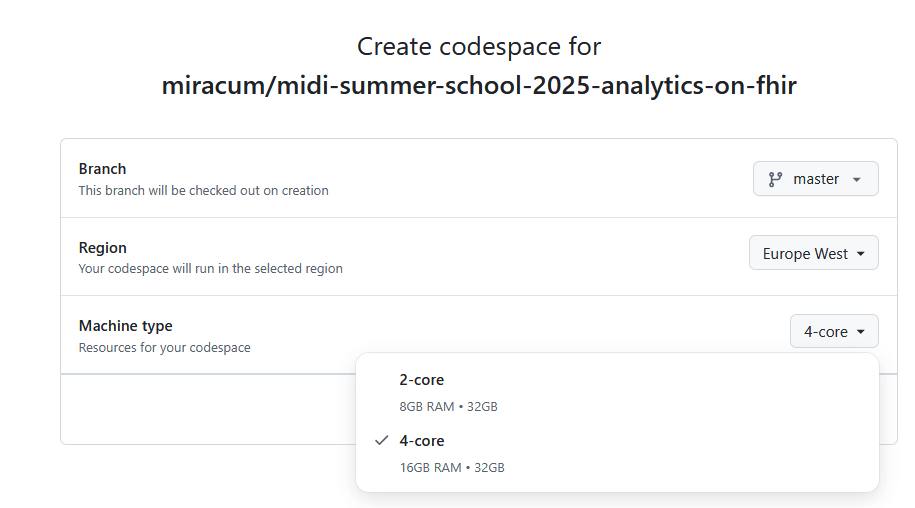 Create codespace for
miracum/midi-summer-school-2025-analytics-on-fhir
Branch
This branch will be checked out on creation
master
Region
Your codespace will run in the selected region
Europe West
Machine type
Resources for your codespace
4-core
2-core
8GB RAM • 32GB
4-core
16GB RAM • 32GB